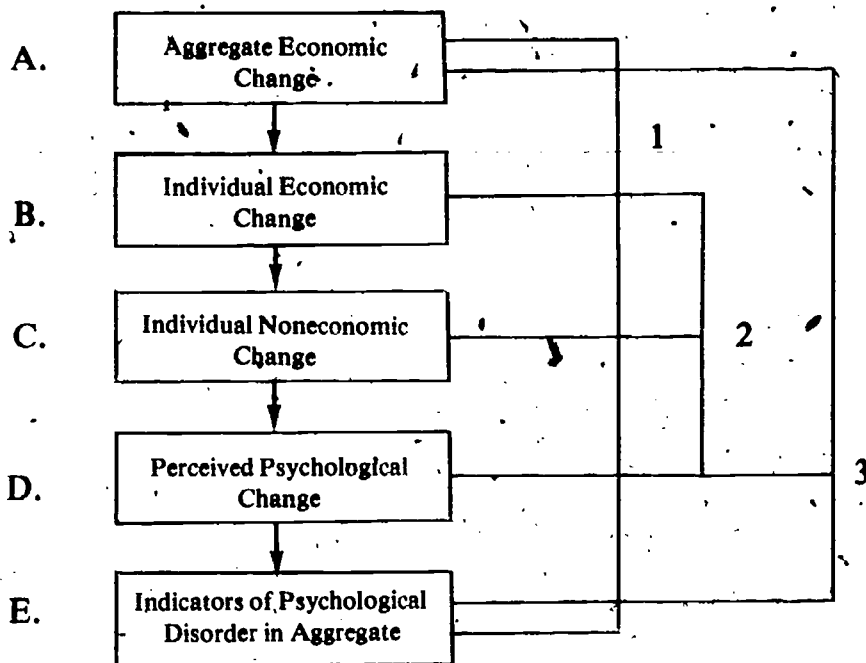 A.
Aggregate Economic
Change
1
B.
Individual Economic
Change
C.
Individual Noneconomic
Change
2
D.
Perceived Psychological
Change
3
E.
Indicators of Psychological
Disorder in Aggregate